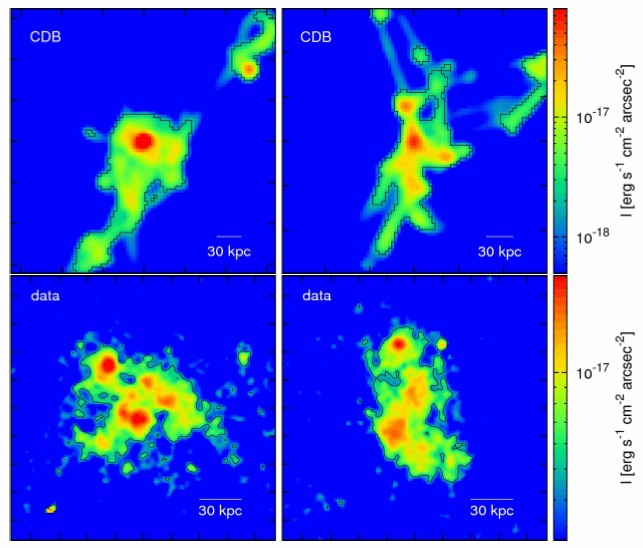 CDB
30 kpc
CDB
30 kpc
10⁻¹⁷
10⁻¹⁸
I [erg s⁻¹ cm⁻² arcsec⁻²]
data
30 kpc
data
30 kpc
10⁻¹⁷
I [erg s⁻¹ cm⁻² arcsec⁻²]